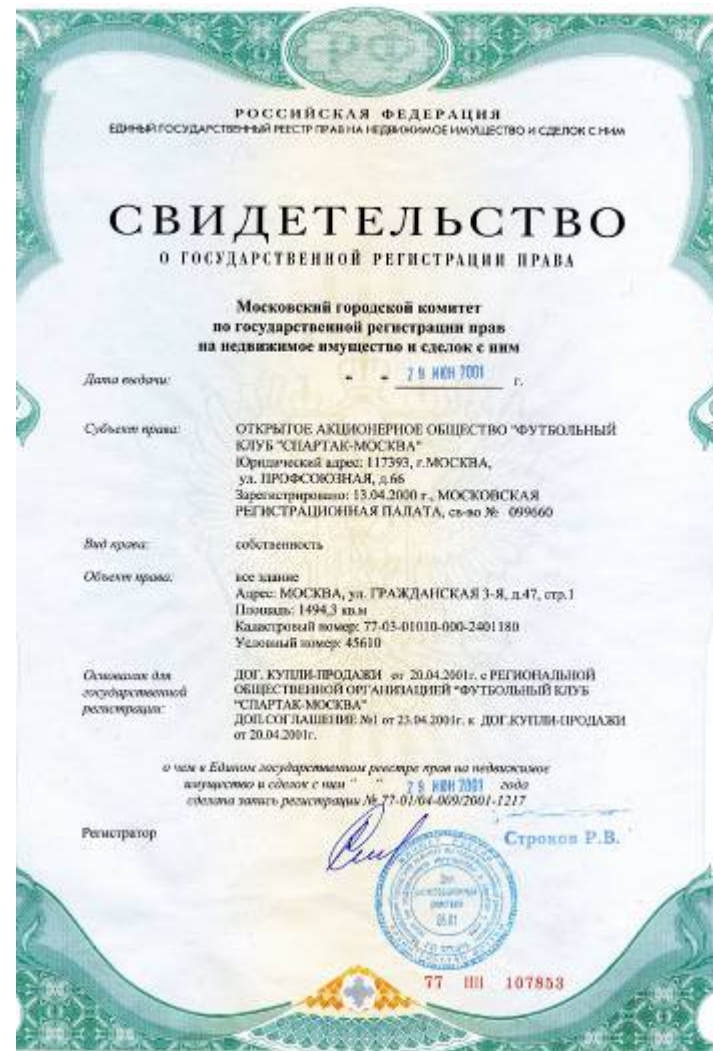 РФ
РОССИЙСКАЯ ФЕДЕРАЦИЯ
ЕДИНЫЙ ГОСУДАРСТВЕННЫЙ РЕЕСТР ПРАВ НА НЕДВИЖИМОЕ ИМУЩЕСТВО И СДЕЛОК С НИМ
СВИДЕТЕЛЬСТВО
О ГОСУДАРСТВЕННОЙ РЕГИСТРАЦИИ ПРАВА
Московский городской комитет
по государственной регистрации прав
на недвижимое имущество и сделок с ним
Дата выдачи: " " 29 ИЮН 2001 г.
Субъект права: ОТКРЫТОЕ АКЦИОНЕРНОЕ ОБЩЕСТВО "ФУТБОЛЬНЫЙ
КЛУБ "СПАРТАК-МОСКВА"
Юридический адрес: 117393, г.МОСКВА,
ул. ПРОФСОЮЗНАЯ, д.66
Зарегистрировано: 13.04.2000 г., МОСКОВСКАЯ
РЕГИСТРАЦИОННАЯ ПАЛАТА, св-во № 099660
Вид права: собственность
Объект права: все здание
Адрес: МОСКВА, ул. ГРАЖДАНСКАЯ 3-Я, д.47, стр.1
Площадь: 1494,3 кв.м
Кадастровый номер: 77-03-01010-000-2401180
Условный номер: 45610
Основание для
государственной
регистрации:
ДОГ. КУПЛИ-ПРОДАЖИ от 20.04.2001г. с РЕГИОНАЛЬНОЙ
ОБЩЕСТВЕННОЙ ОРГАНИЗАЦИЕЙ "ФУТБОЛЬНЫЙ КЛУБ
"СПАРТАК-МОСКВА"
ДОП.СОГЛАШЕНИЕ №1 от 23.04.2001г. к ДОГ.КУПЛИ-ПРОДАЖИ
от 20.04.2001г.
о чем в Едином государственном реестре прав на недвижимое
имущество и сделок с ним " " 29 ИЮН 2001 года
сделана запись регистрации № 77-01/04-009/2001-1217
Регистратор
Строков Р.В.
Для
регистрационных
действий
77 НН 107853